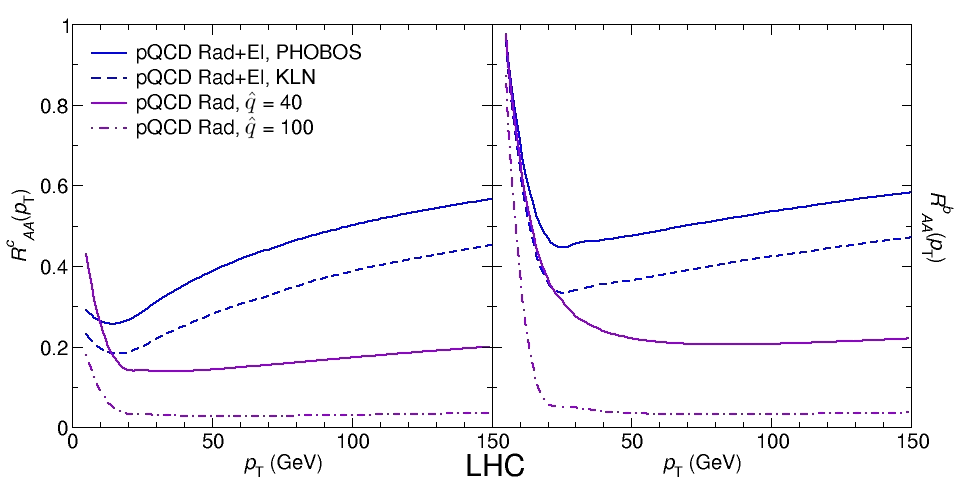 1
0.8
0.6
0.4
0.2
0
pQCD Rad+El, PHOBOS
pQCD Rad+El, KLN
pQCD Rad, q̂ = 40
pQCD Rad, q̂ = 100
R^c_AA(p_T)
R^b_AA(p_T)
0 50 100 150 50 100 150
p_T (GeV) LHC p_T (GeV)